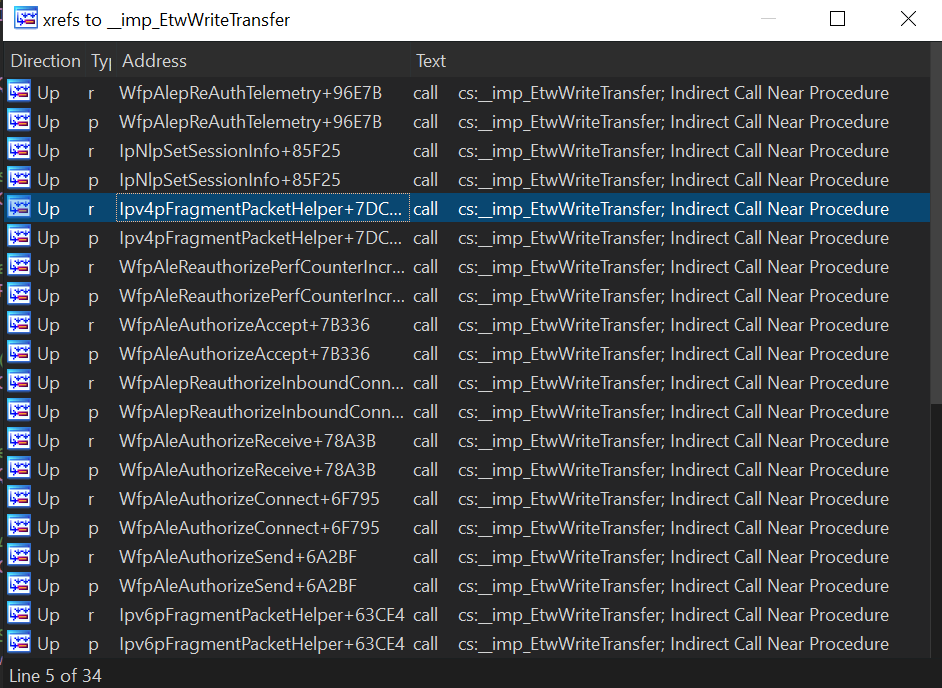 xrefs to __imp_EtwWriteTransfer
Direction Typ Address Text
Up r WfpAlepReAuthTelemetry+96E7B call cs:__imp_EtwWriteTransfer; Indirect Call Near Procedure
Up p WfpAlepReAuthTelemetry+96E7B call cs:__imp_EtwWriteTransfer; Indirect Call Near Procedure
Up r IpNlpSetSessionInfo+85F25 call cs:__imp_EtwWriteTransfer; Indirect Call Near Procedure
Up p IpNlpSetSessionInfo+85F25 call cs:__imp_EtwWriteTransfer; Indirect Call Near Procedure
Up r Ipv4pFragmentPacketHelper+7DC... call cs:__imp_EtwWriteTransfer; Indirect Call Near Procedure
Up p Ipv4pFragmentPacketHelper+7DC... call cs:__imp_EtwWriteTransfer; Indirect Call Near Procedure
Up r WfpAleReauthorizePerfCounterIncr... call cs:__imp_EtwWriteTransfer; Indirect Call Near Procedure
Up p WfpAleReauthorizePerfCounterIncr... call cs:__imp_EtwWriteTransfer; Indirect Call Near Procedure
Up r WfpAleAuthorizeAccept+7B336 call cs:__imp_EtwWriteTransfer; Indirect Call Near Procedure
Up p WfpAleAuthorizeAccept+7B336 call cs:__imp_EtwWriteTransfer; Indirect Call Near Procedure
Up r WfpAlepReauthorizeInboundConn... call cs:__imp_EtwWriteTransfer; Indirect Call Near Procedure
Up p WfpAlepReauthorizeInboundConn... call cs:__imp_EtwWriteTransfer; Indirect Call Near Procedure
Up r WfpAleAuthorizeReceive+78A3B call cs:__imp_EtwWriteTransfer; Indirect Call Near Procedure
Up p WfpAleAuthorizeReceive+78A3B call cs:__imp_EtwWriteTransfer; Indirect Call Near Procedure
Up r WfpAleAuthorizeConnect+6F795 call cs:__imp_EtwWriteTransfer; Indirect Call Near Procedure
Up p WfpAleAuthorizeConnect+6F795 call cs:__imp_EtwWriteTransfer; Indirect Call Near Procedure
Up r WfpAleAuthorizeSend+6A2BF call cs:__imp_EtwWriteTransfer; Indirect Call Near Procedure
Up p WfpAleAuthorizeSend+6A2BF call cs:__imp_EtwWriteTransfer; Indirect Call Near Procedure
Up r Ipv6pFragmentPacketHelper+63CE4 call cs:__imp_EtwWriteTransfer; Indirect Call Near Procedure
Up p Ipv6pFragmentPacketHelper+63CE4 call cs:__imp_EtwWriteTransfer; Indirect Call Near Procedure
Line 5 of 34